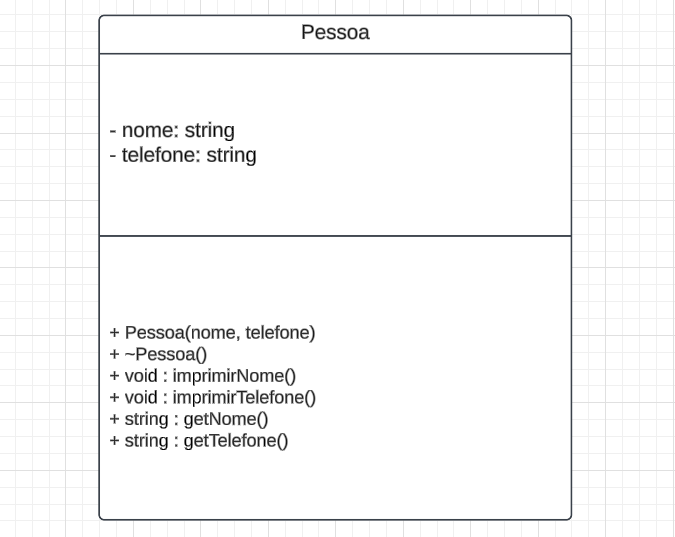 Pessoa
- nome: string
- telefone: string
+ Pessoa(nome, telefone)
+ ~Pessoa()
+ void : imprimirNome()
+ void : imprimirTelefone()
+ string : getNome()
+ string : getTelefone()